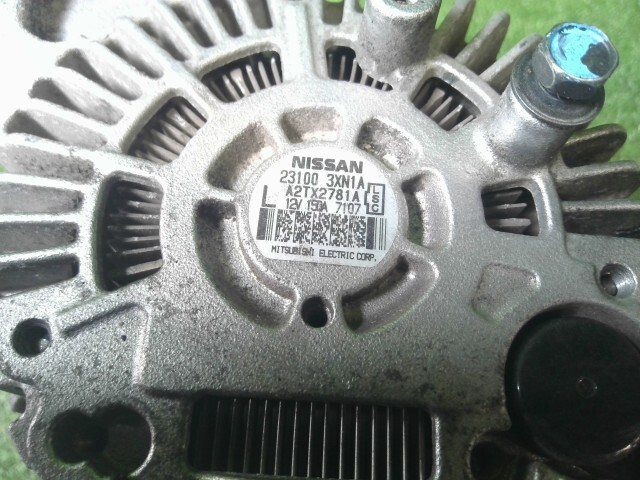 NISSAN
23100 3XN1A
L A2TX2781A
12V 150A 7107
MITSUBISHI ELECTRIC CORP.